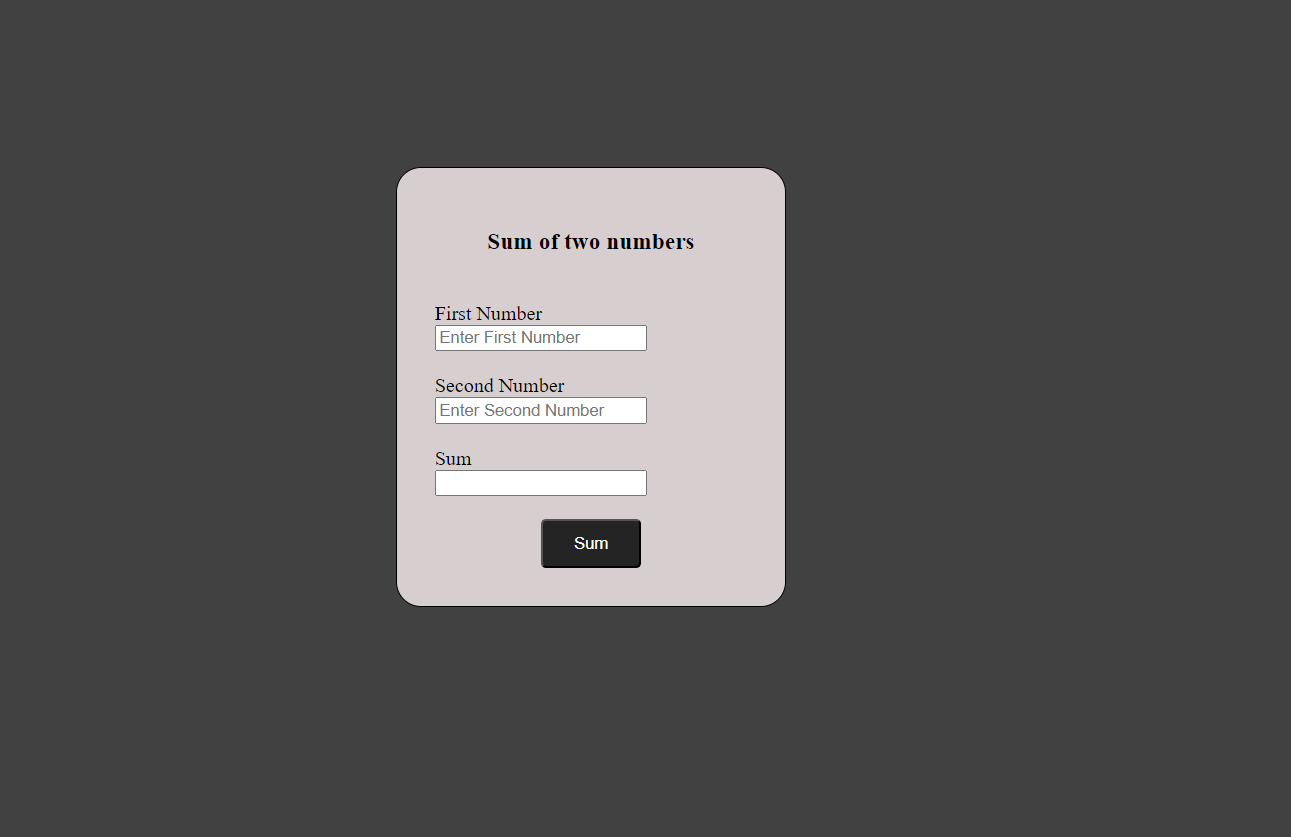 Sum of two numbers
First Number
Enter First Number
Second Number
Enter Second Number
Sum
Sum